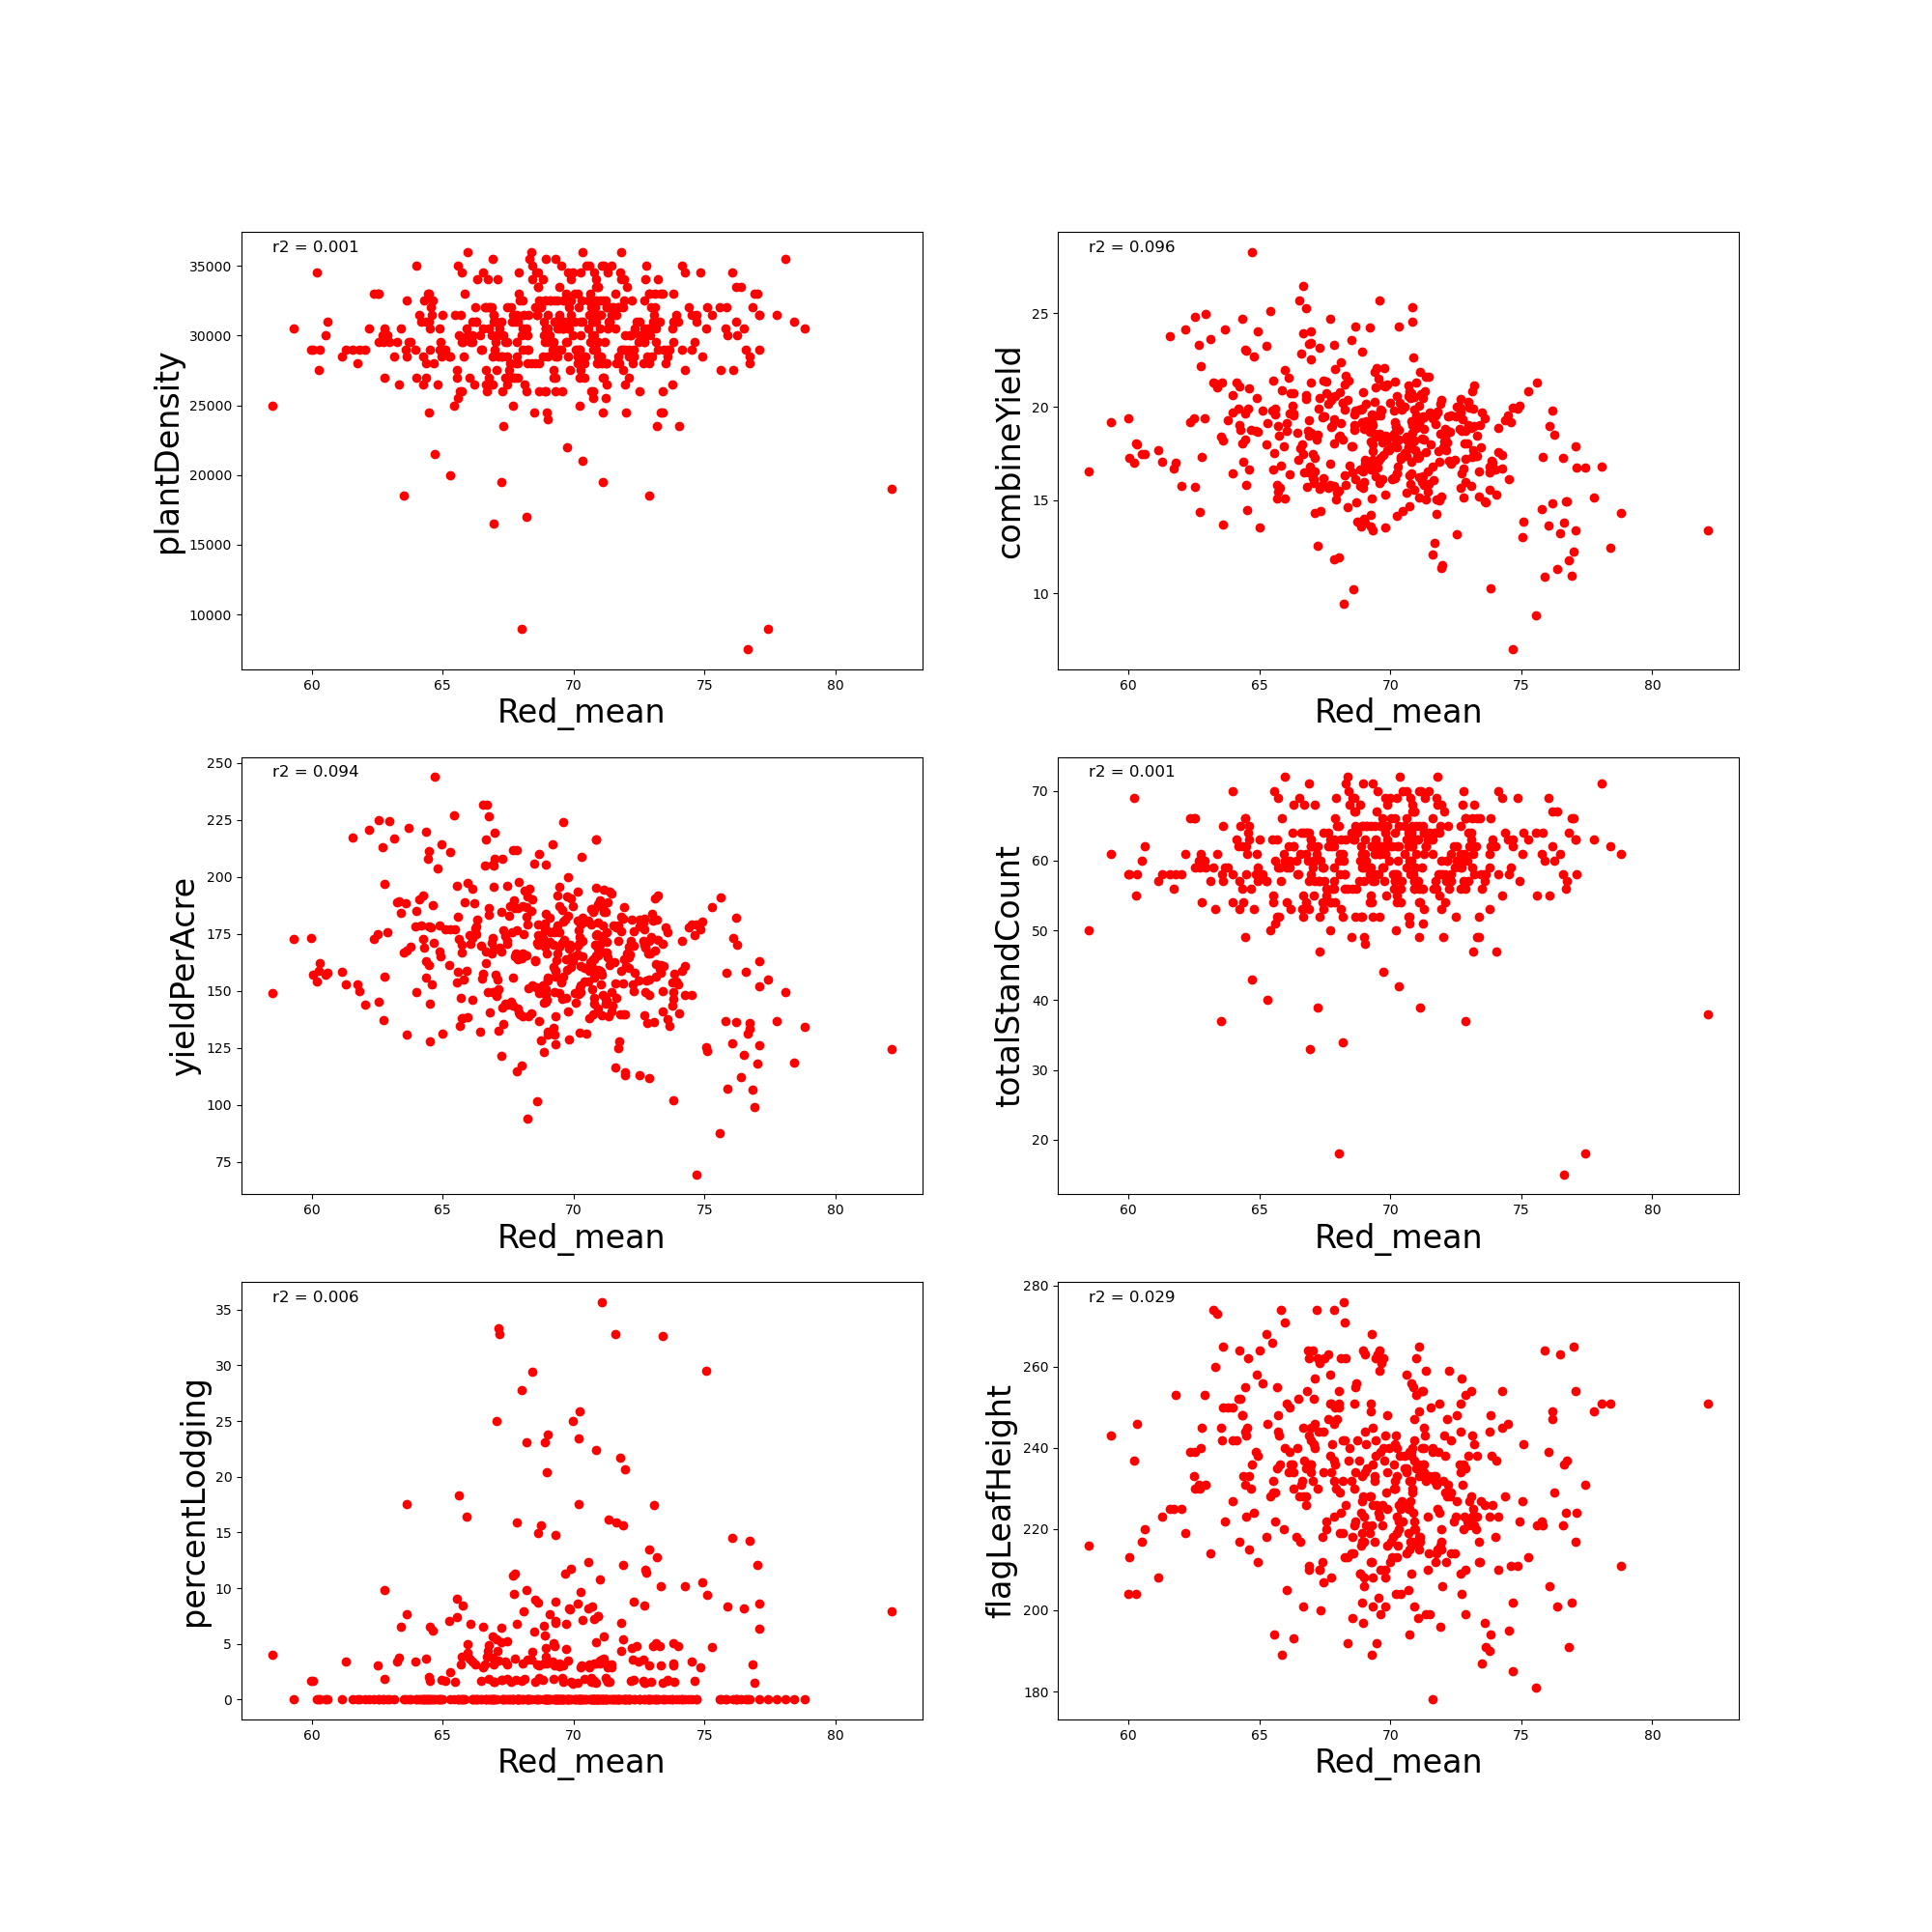 r2 = 0.001
35000
30000
25000
20000
15000
10000
plantDensity
60 65 70 75 80
Red_mean
r2 = 0.096
25
20
15
10
combineYield
60 65 70 75 80
Red_mean
r2 = 0.094
250
225
200
175
150
125
100
75
yieldPerAcre
60 65 70 75 80
Red_mean
r2 = 0.001
70
60
50
40
30
20
totalStandCount
60 65 70 75 80
Red_mean
r2 = 0.006
35
30
25
20
15
10
5
0
percentLodging
60 65 70 75 80
Red_mean
r2 = 0.029
280
260
240
220
200
180
flagLeafHeight
60 65 70 75 80
Red_mean